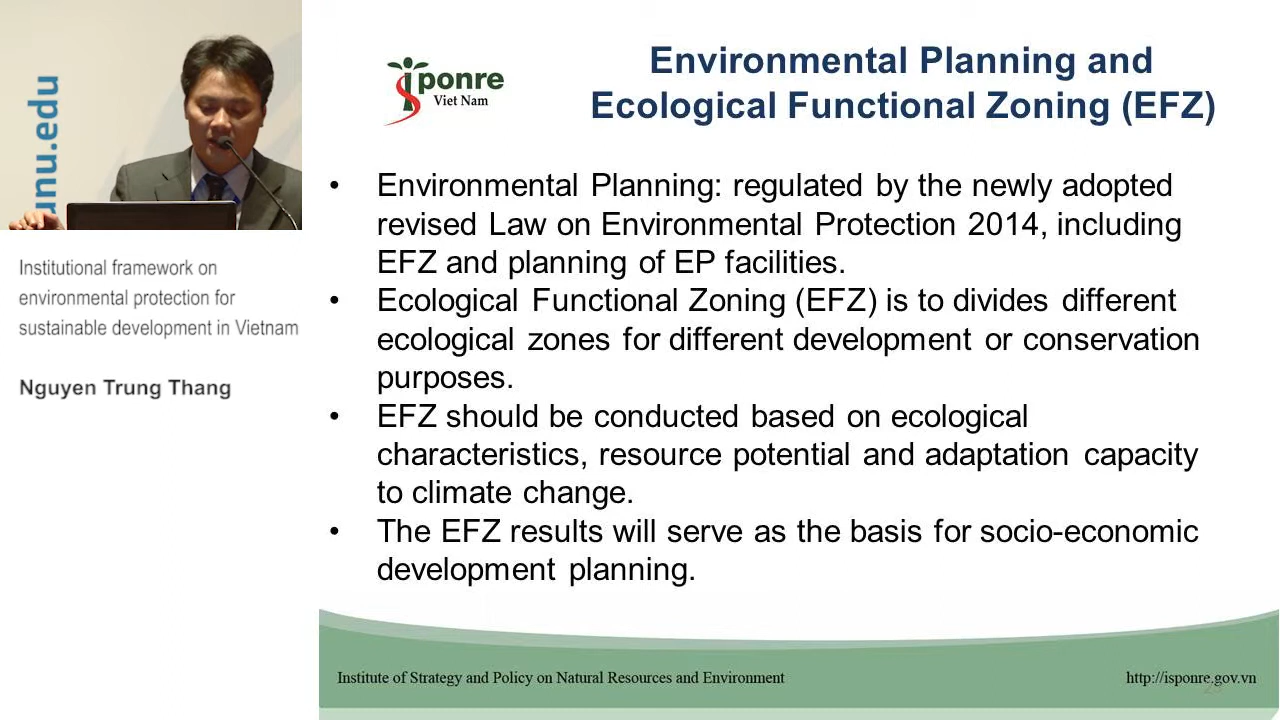 unu.edu
Institutional framework on
environmental protection for
sustainable development in Vietnam
Nguyen Trung Thang
isponre
Viet Nam
Environmental Planning and
Ecological Functional Zoning (EFZ)
• Environmental Planning: regulated by the newly adopted
revised Law on Environmental Protection 2014, including
EFZ and planning of EP facilities.
• Ecological Functional Zoning (EFZ) is to divides different
ecological zones for different development or conservation
purposes.
• EFZ should be conducted based on ecological
characteristics, resource potential and adaptation capacity
to climate change.
• The EFZ results will serve as the basis for socio-economic
development planning.
Institute of Strategy and Policy on Natural Resources and Environment
http://isponre.gov.vn